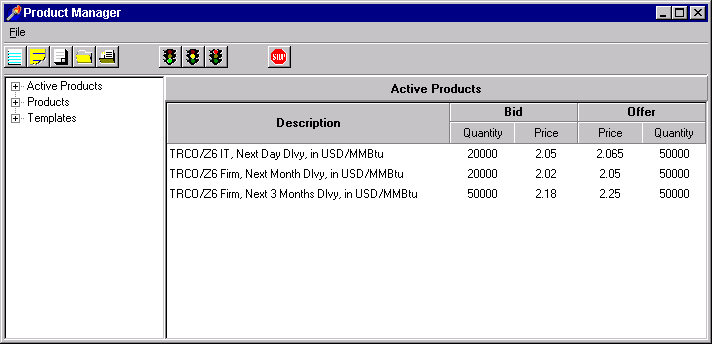 Product Manager
File
STOP
Active Products
Products
Templates
Active Products
Description Bid Offer
Quantity Price Price Quantity
TRCO/Z6 IT, Next Day Dlvy, in USD/MMBtu 20000 2.05 2.065 50000
TRCO/Z6 Firm, Next Month Dlvy, in USD/MMBtu 20000 2.02 2.05 50000
TRCO/Z6 Firm, Next 3 Months Dlvy, in USD/MMBtu 50000 2.18 2.25 50000